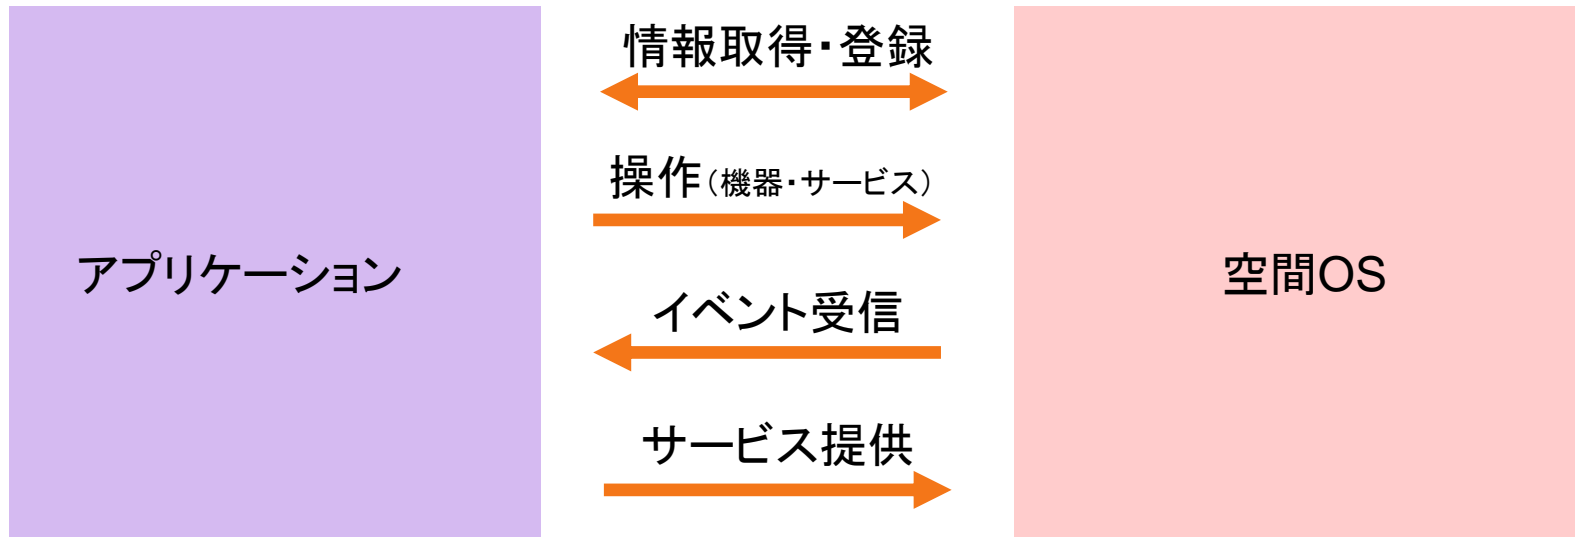 情報取得・登録
操作(機器・サービス)
アプリケーション
空間OS
イベント受信
サービス提供